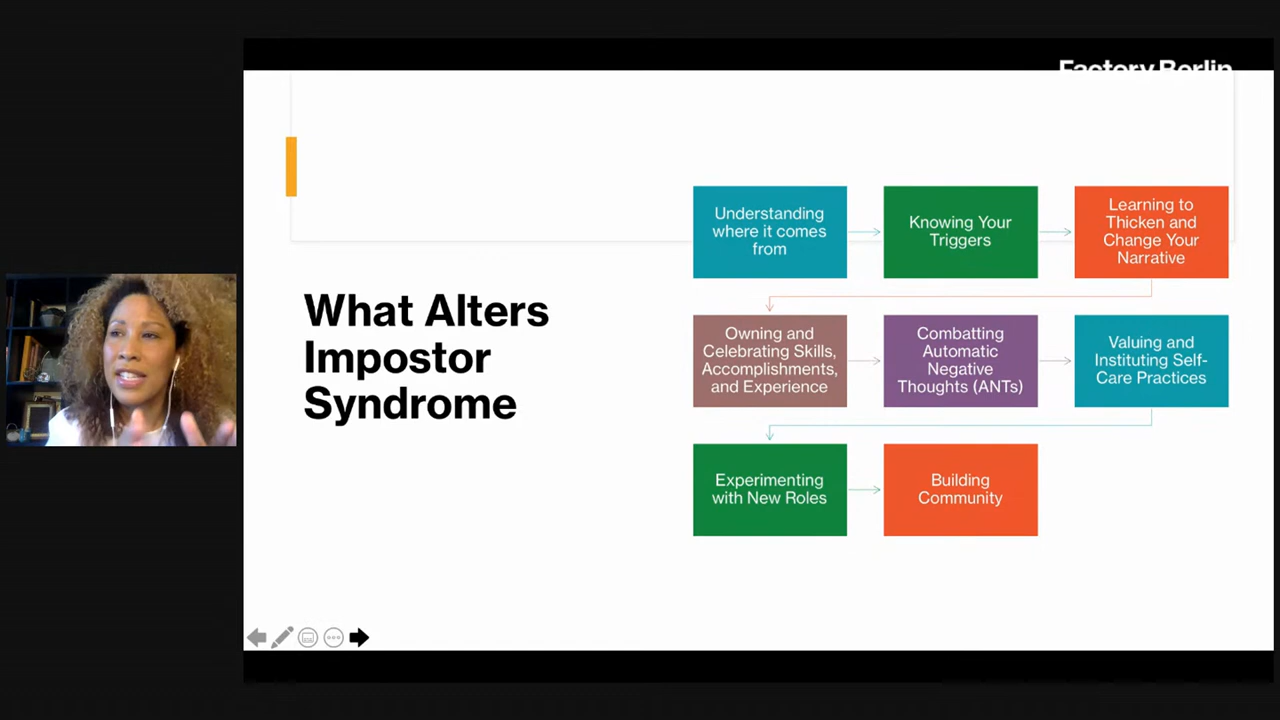 Factory Berlin
Understanding
where it comes
from
Knowing Your
Triggers
Learning to
Thicken and
Change Your
Narrative
What Alters
Impostor
Syndrome
Owning and
Celebrating Skills,
Accomplishments,
and Experience
Combatting
Automatic
Negative
Thoughts (ANTs)
Valuing and
Instituting Self-
Care Practices
Experimenting
with New Roles
Building
Community